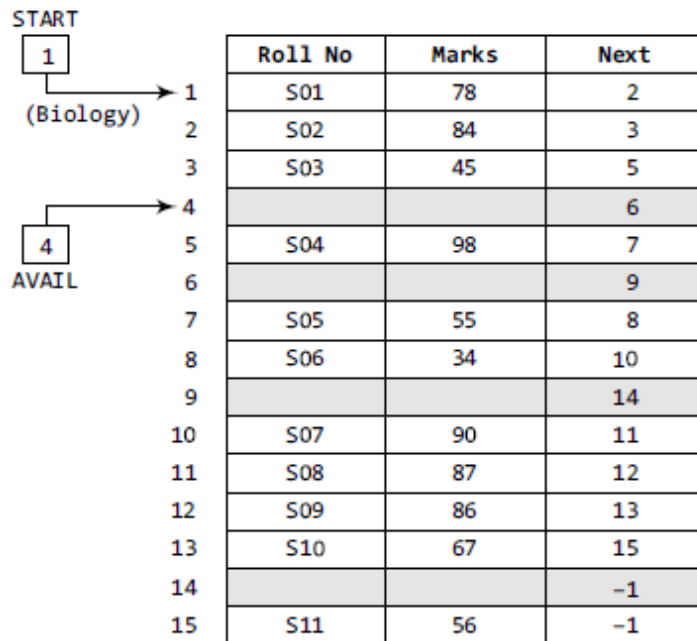 START
1
(Biology)
4
AVAIL
Roll No Marks Next
1 S01 78 2
2 S02 84 3
3 S03 45 5
4 6
5 S04 98 7
6 9
7 S05 55 8
8 S06 34 10
9 14
10 S07 90 11
11 S08 87 12
12 S09 86 13
13 S10 67 15
14 –1
15 S11 56 –1